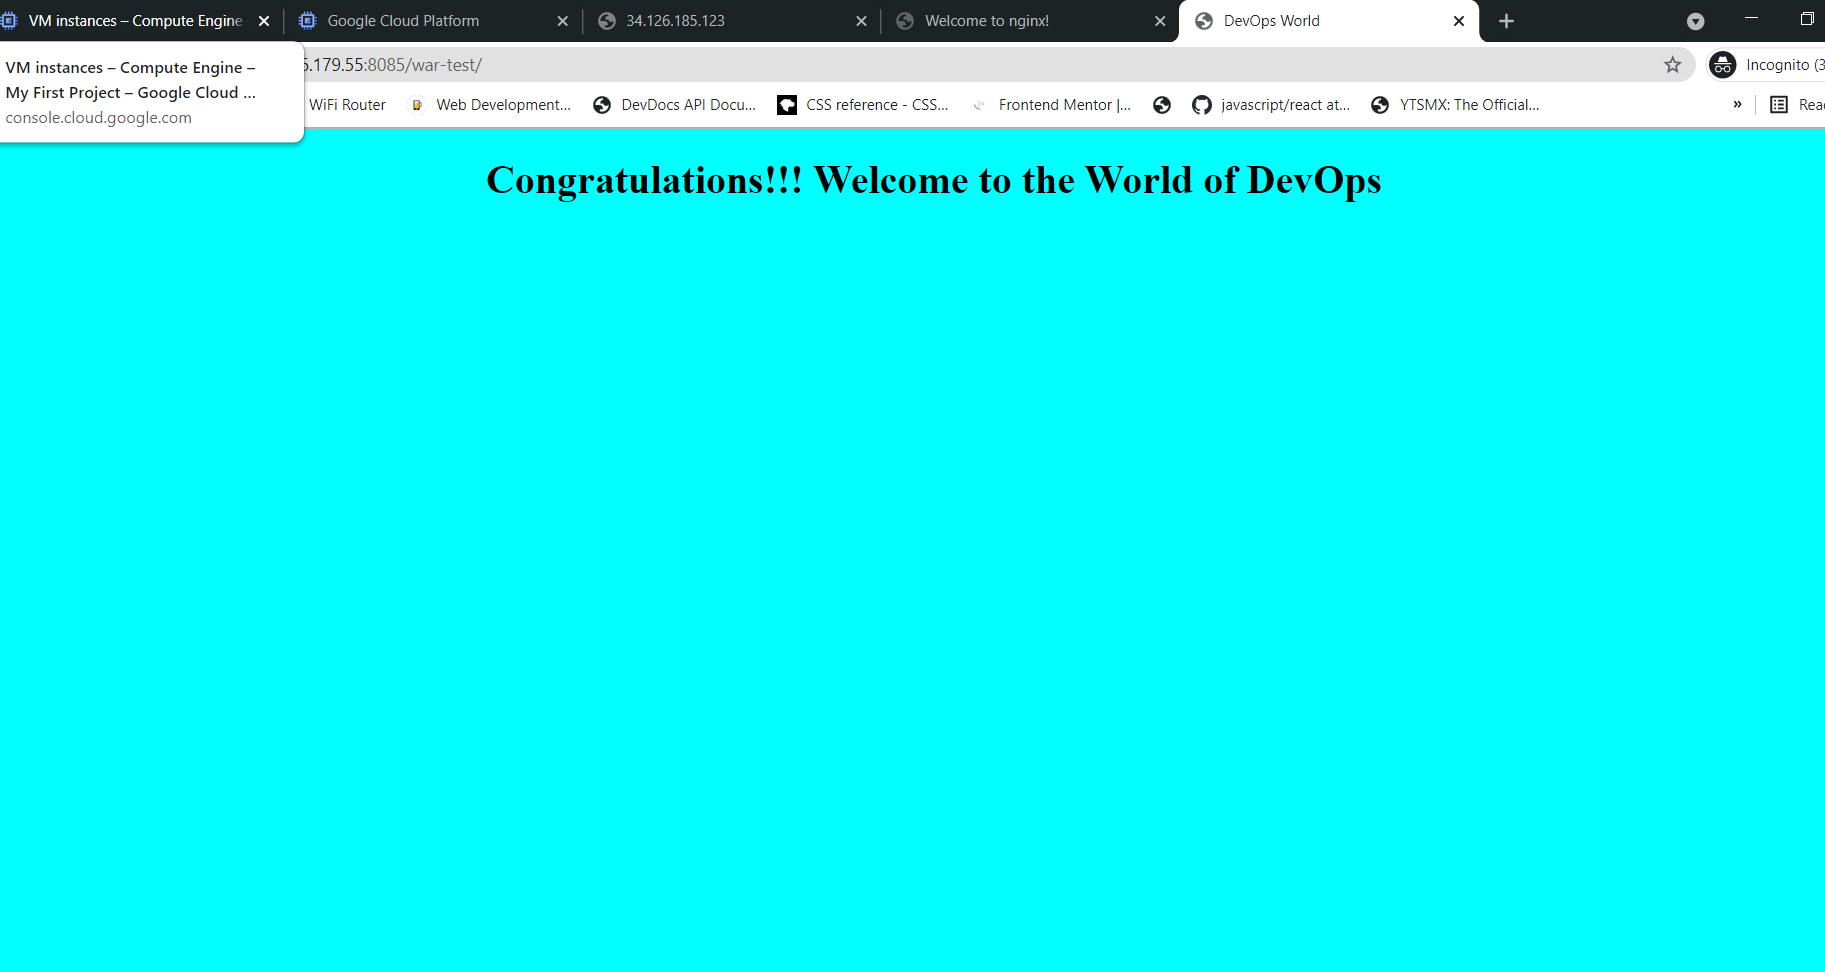 VM instances – Compute Engine
Google Cloud Platform
34.126.185.123
Welcome to nginx!
DevOps World
VM instances – Compute Engine –
My First Project – Google Cloud ...
console.cloud.google.com
.179.55:8085/war-test/
Incognito (3
WiFi Router
Web Development...
DevDocs API Docu...
CSS reference - CSS...
Frontend Mentor |...
javascript/react at...
YTSMX: The Official...
»
Rea
Congratulations!!! Welcome to the World of DevOps